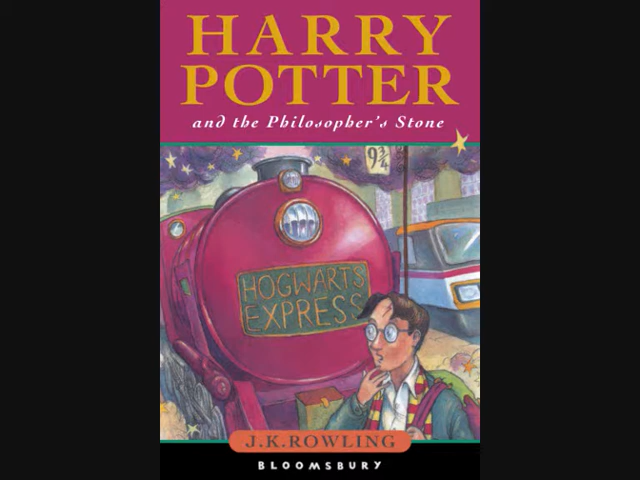 HARRY
POTTER
and the Philosopher's Stone
9¾
HOGWARTS
EXPRESS
J.K.ROWLING
BLOOMSBURY